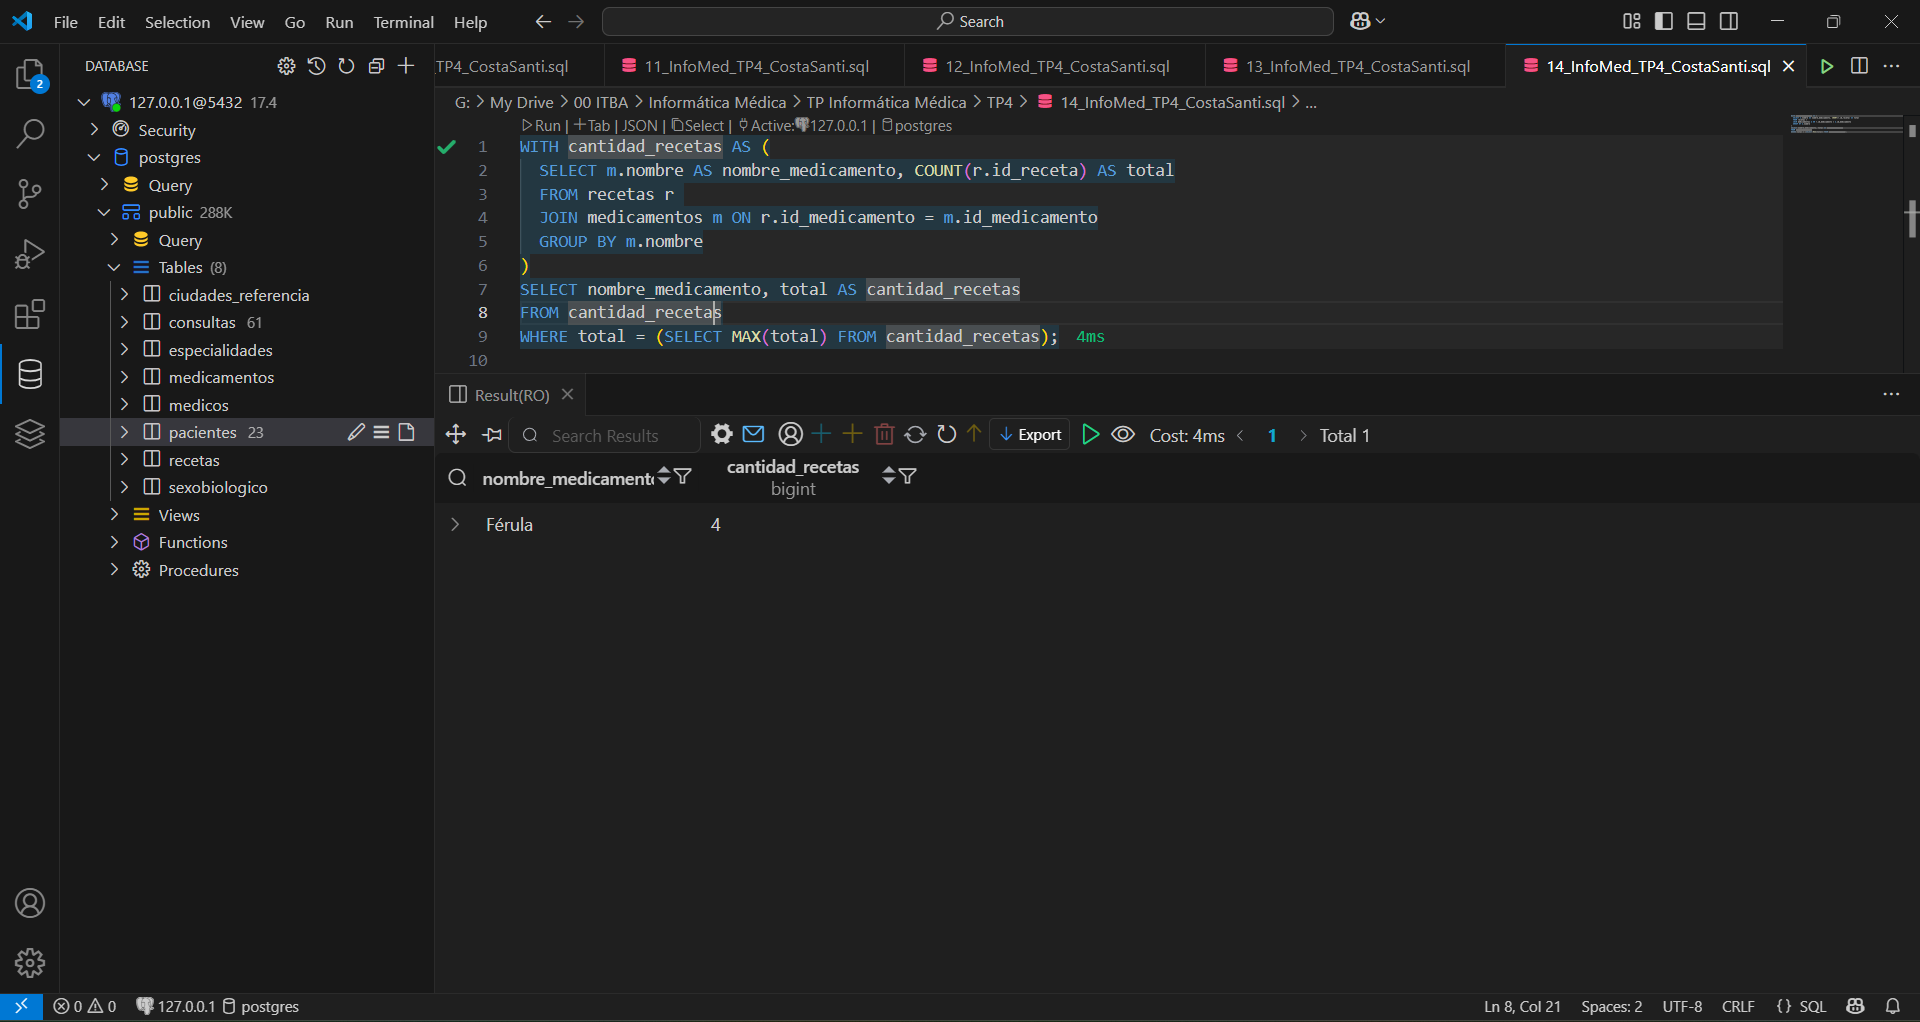 File Edit Selection View Go Run Terminal Help
Search
2
DATABASE
127.0.0.1@5432 17.4
Security
postgres
Query
public 288K
Query
Tables (8)
ciudades_referencia
consultas 61
especialidades
medicamentos
medicos
pacientes 23
recetas
sexobiologico
Views
Functions
Procedures
TP4_CostaSanti.sql 11_InfoMed_TP4_CostaSanti.sql 12_InfoMed_TP4_CostaSanti.sql 13_InfoMed_TP4_CostaSanti.sql 14_InfoMed_TP4_CostaSanti.sql
G: > My Drive > 00 ITBA > Informática Médica > TP Informática Médica > TP4 > 14_InfoMed_TP4_CostaSanti.sql > ...
Run | +Tab | JSON | Select | Active: 127.0.0.1 | postgres
1 WITH cantidad_recetas AS (
2 SELECT m.nombre AS nombre_medicamento, COUNT(r.id_receta) AS total
3 FROM recetas r
4 JOIN medicamentos m ON r.id_medicamento = m.id_medicamento
5 GROUP BY m.nombre
6 )
7 SELECT nombre_medicamento, total AS cantidad_recetas
8 FROM cantidad_recetas
9 WHERE total = (SELECT MAX(total) FROM cantidad_recetas); 4ms
10
Result(RO)
Search Results Export Cost: 4ms < 1 > Total 1
nombre_medicament cantidad_recetas
bigint
Férula 4
0 0 127.0.0.1 postgres Ln 8, Col 21 Spaces: 2 UTF-8 CRLF {} SQL